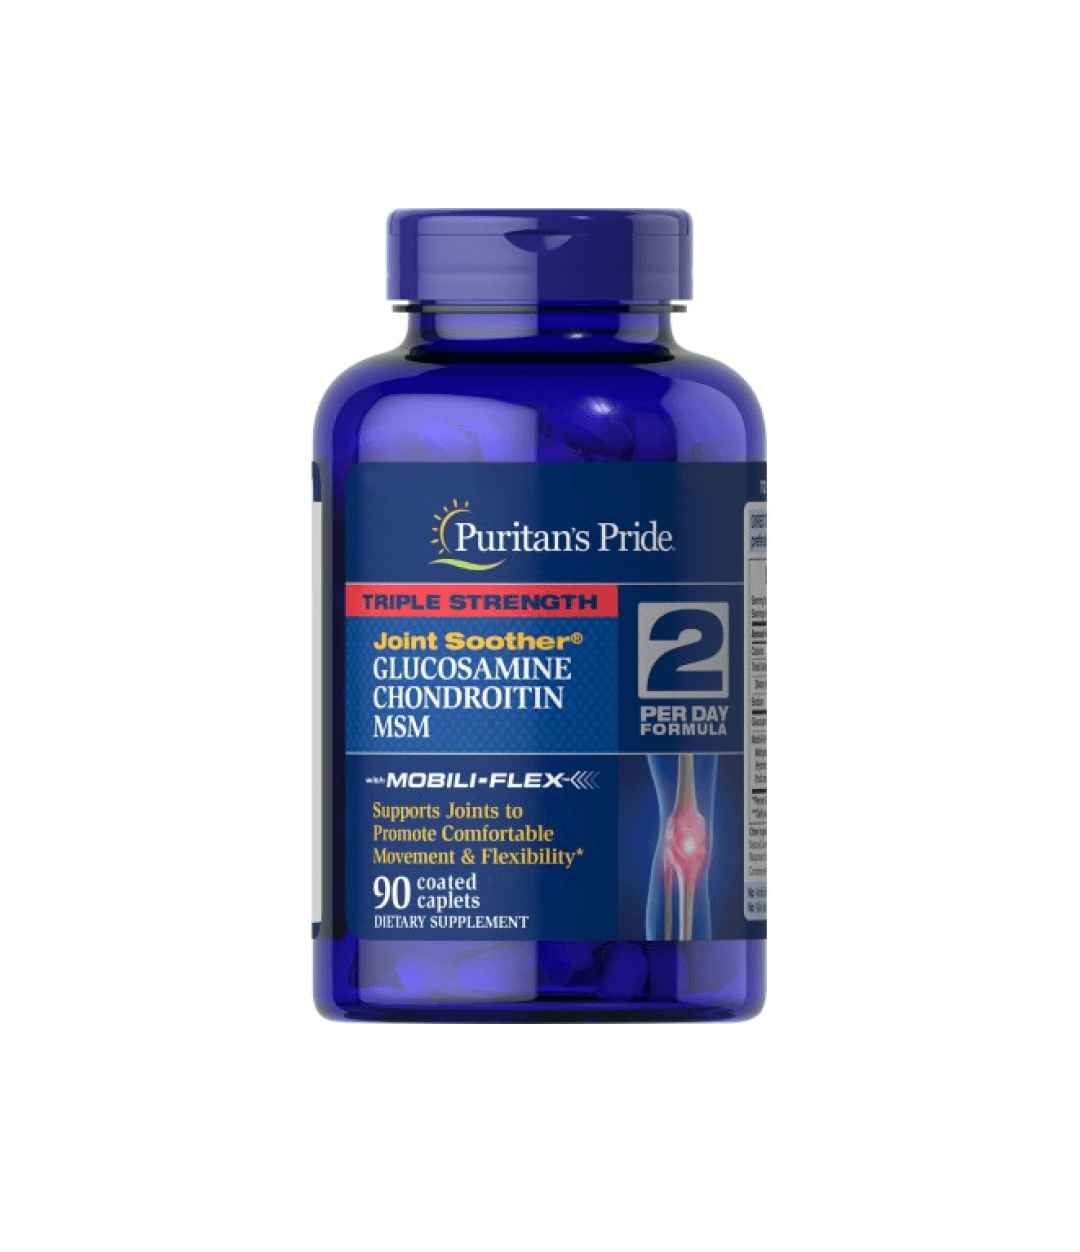 Puritan's Pride
TRIPLE STRENGTH
Joint Soother®
GLUCOSAMINE
CHONDROITIN
MSM
2
PER DAY
FORMULA
with MOBILI-FLEX
Supports Joints to
Promote Comfortable
Movement & Flexibility*
90 coated
caplets
DIETARY SUPPLEMENT